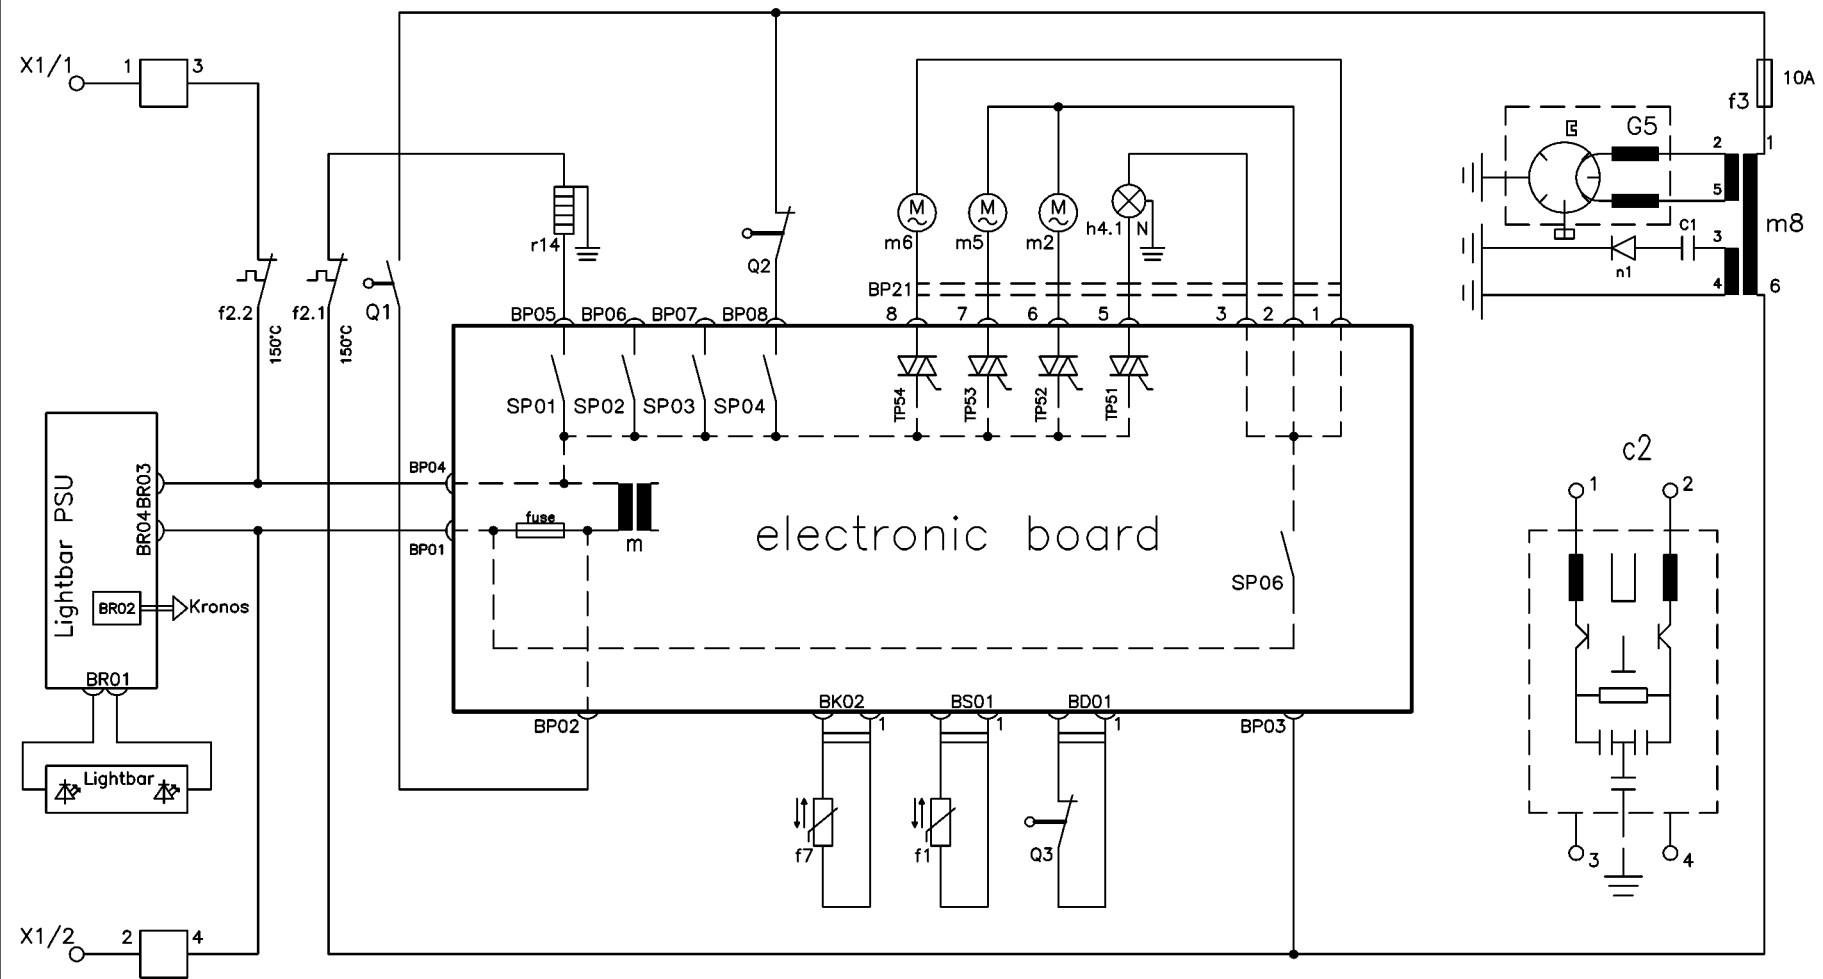 X1/1
1
3
10A
f3
G5
2
1
5
m8
C1
3
n1
4
6
M
m6
M
m5
M
m2
h4.1
N
r14
Q2
f2.2
150°C
f2.1
150°C
Q1
BP21
BP05
BP06
BP07
BP08
8
7
6
5
3
2
1
SP01
SP02
SP03
SP04
TP54
TP53
TP52
TP51
Lightbar PSU
BR03
BR04
BP04
BP01
fuse
m
electronic board
SP06
BR02
Kronos
BR01
Lightbar
BP02
BK02
1
BS01
1
BD01
1
BP03
f7
f1
Q3
c2
1
2
3
4
X1/2
2
4